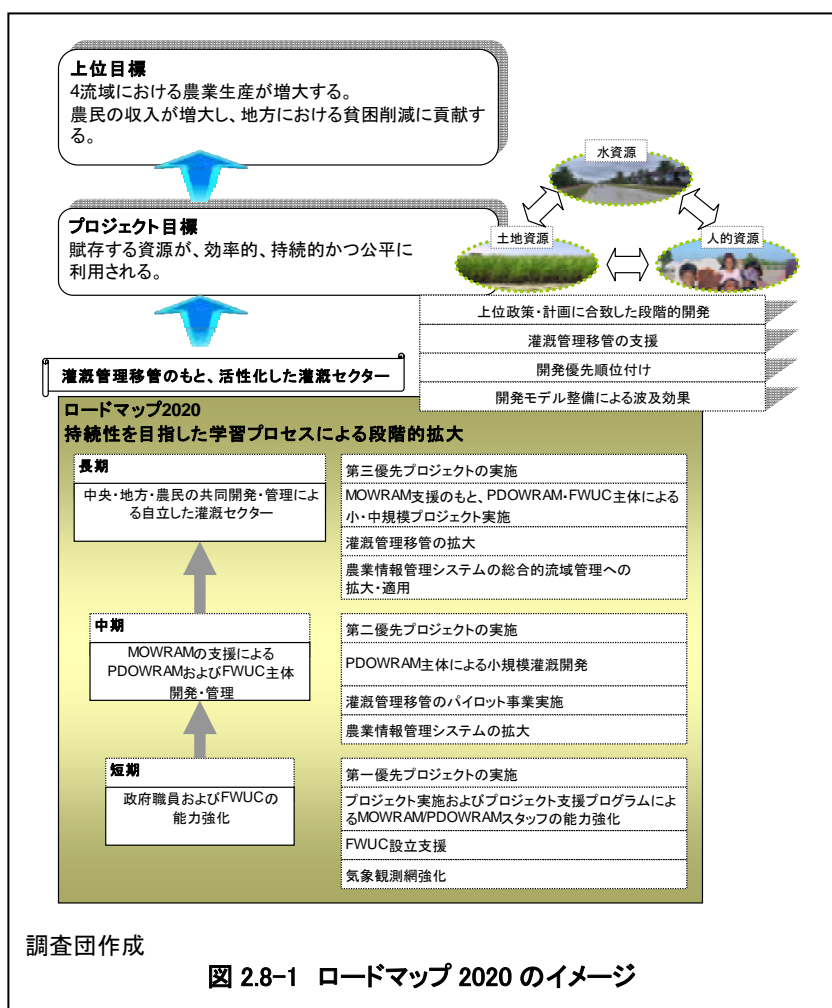 上位目標
4流域における農業生産が増大する。
農民の収入が増大し、地方における貧困削減に貢献す
る。
水資源
土地資源
人的資源
プロジェクト目標
賦存する資源が、効率的、持続的かつ公平に
利用される。
上位政策・計画に合致した段階的開発
灌漑管理移管の支援
開発優先順位付け
開発モデル整備による波及効果
灌漑管理移管のもと、活性化した灌漑セクター
ロードマップ2020
持続性を目指した学習プロセスによる段階的拡大
長期
中央・地方・農民の共同開発・管理によ
る自立した灌漑セクター
第三優先プロジェクトの実施
MOWRAM支援のもと、PDOWRAM・FWUC主体による
小・中規模プロジェクト実施
灌漑管理移管の拡大
農業情報管理システムの総合的流域管理への
拡大・適用
中期
MOWRAMの支援による
PDOWRAMおよびFWUC主体
開発・管理
第二優先プロジェクトの実施
PDOWRAM主体による小規模灌漑開発
灌漑管理移管のパイロット事業実施
農業情報管理システムの拡大
短期
政府職員およびFWUCの
能力強化
第一優先プロジェクトの実施
プロジェクト実施およびプロジェクト支援プログラムによ
るMOWRAM/PDOWRAMスタッフの能力強化
FWUC設立支援
気象観測網強化
調査団作成
図 2.8-1 ロードマップ 2020 のイメージ